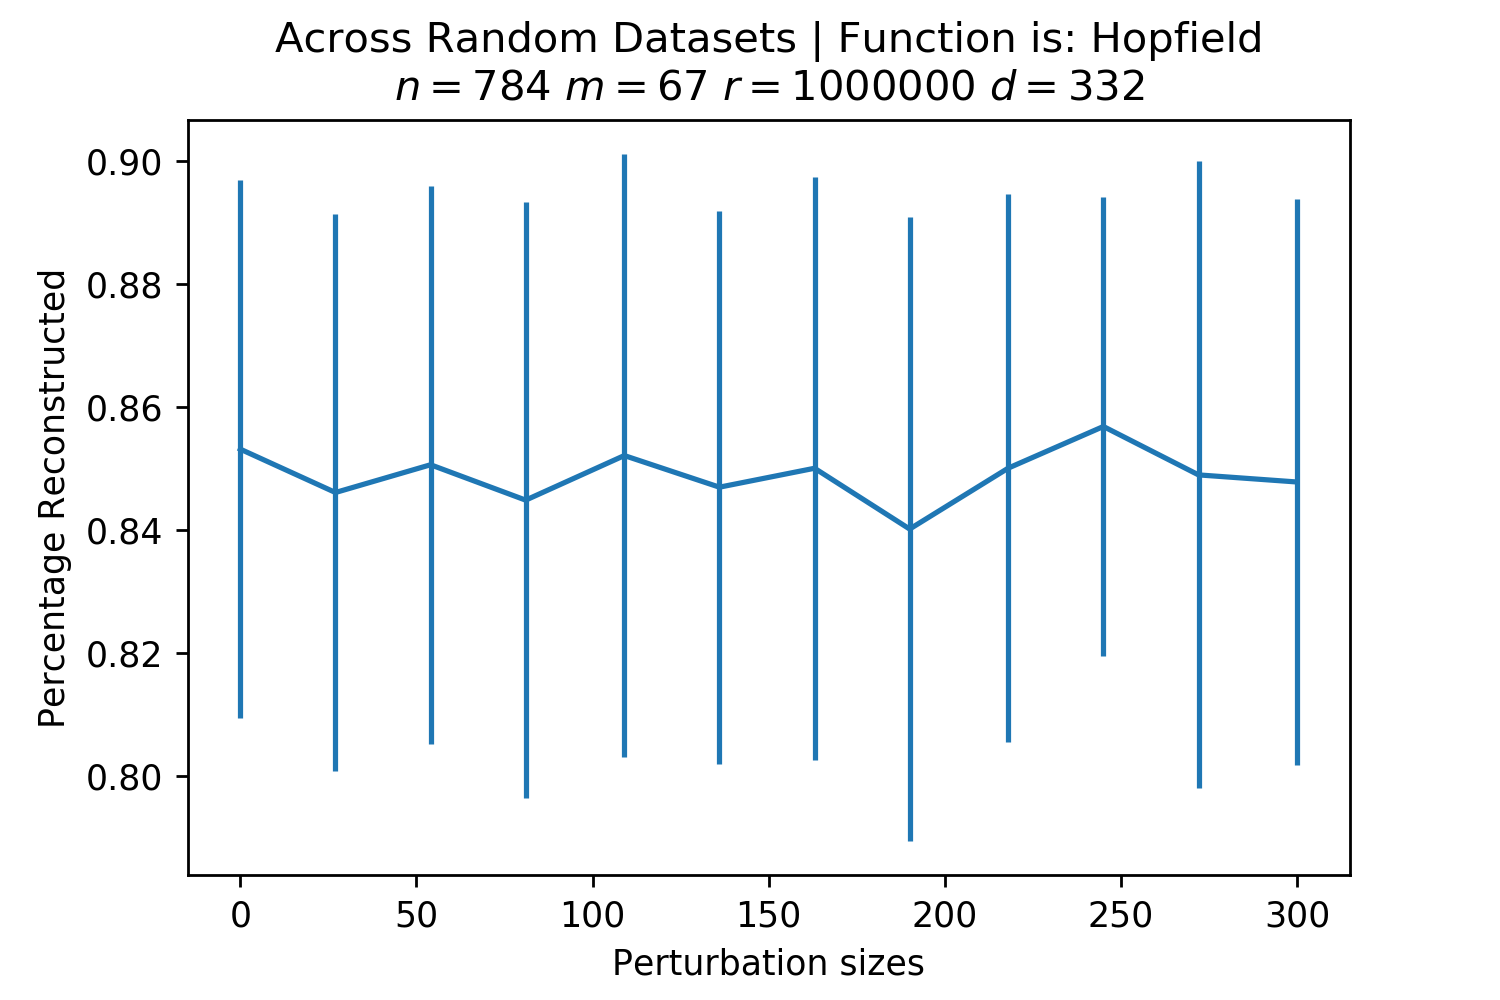 Across Random Datasets | Function is: Hopfield
n = 784 m = 67 r = 1000000 d = 332
Percentage Reconstructed
0.90
0.88
0.86
0.84
0.82
0.80
0 50 100 150 200 250 300
Perturbation sizes